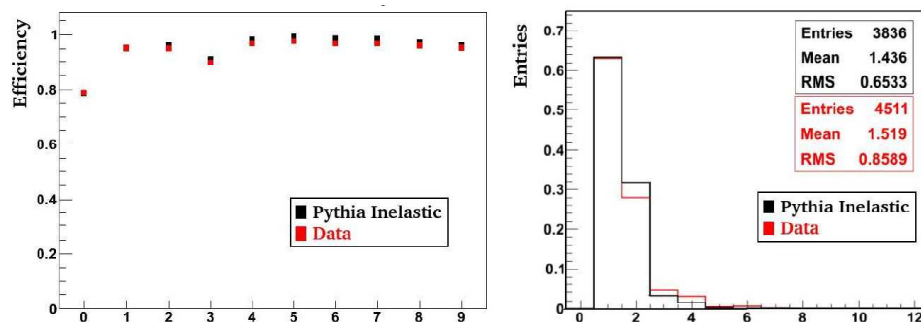 Efficiency
1
0.8
0.6
0.4
0.2
0
0 1 2 3 4 5 6 7 8 9
Pythia Inelastic
Data
Entries
0.7
0.6
0.5
0.4
0.3
0.2
0.1
0
0 2 4 6 8 10 12
Entries 3836
Mean 1.436
RMS 0.6533
Entries 4511
Mean 1.519
RMS 0.8589
Pythia Inelastic
Data